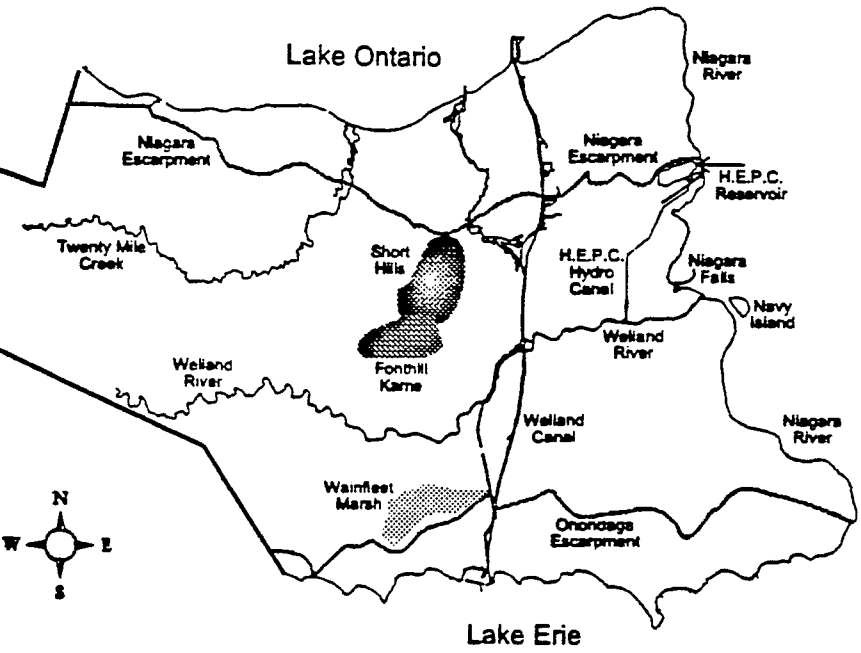 Lake Ontario
Niagara
River
Niagara
Escarpment
Niagara
Escarpment
H.E.P.C.
Reservoir
Twenty Mile
Creek
Short
Hills
H.E.P.C.
Hydro
Canal
Niagara
Falls
Navy
Island
Welland
River
Fonthill
Kame
Welland
River
Welland
Canal
Niagara
River
Wainfleet
Marsh
Onondaga
Escarpment
N
W
E
S
Lake Erie